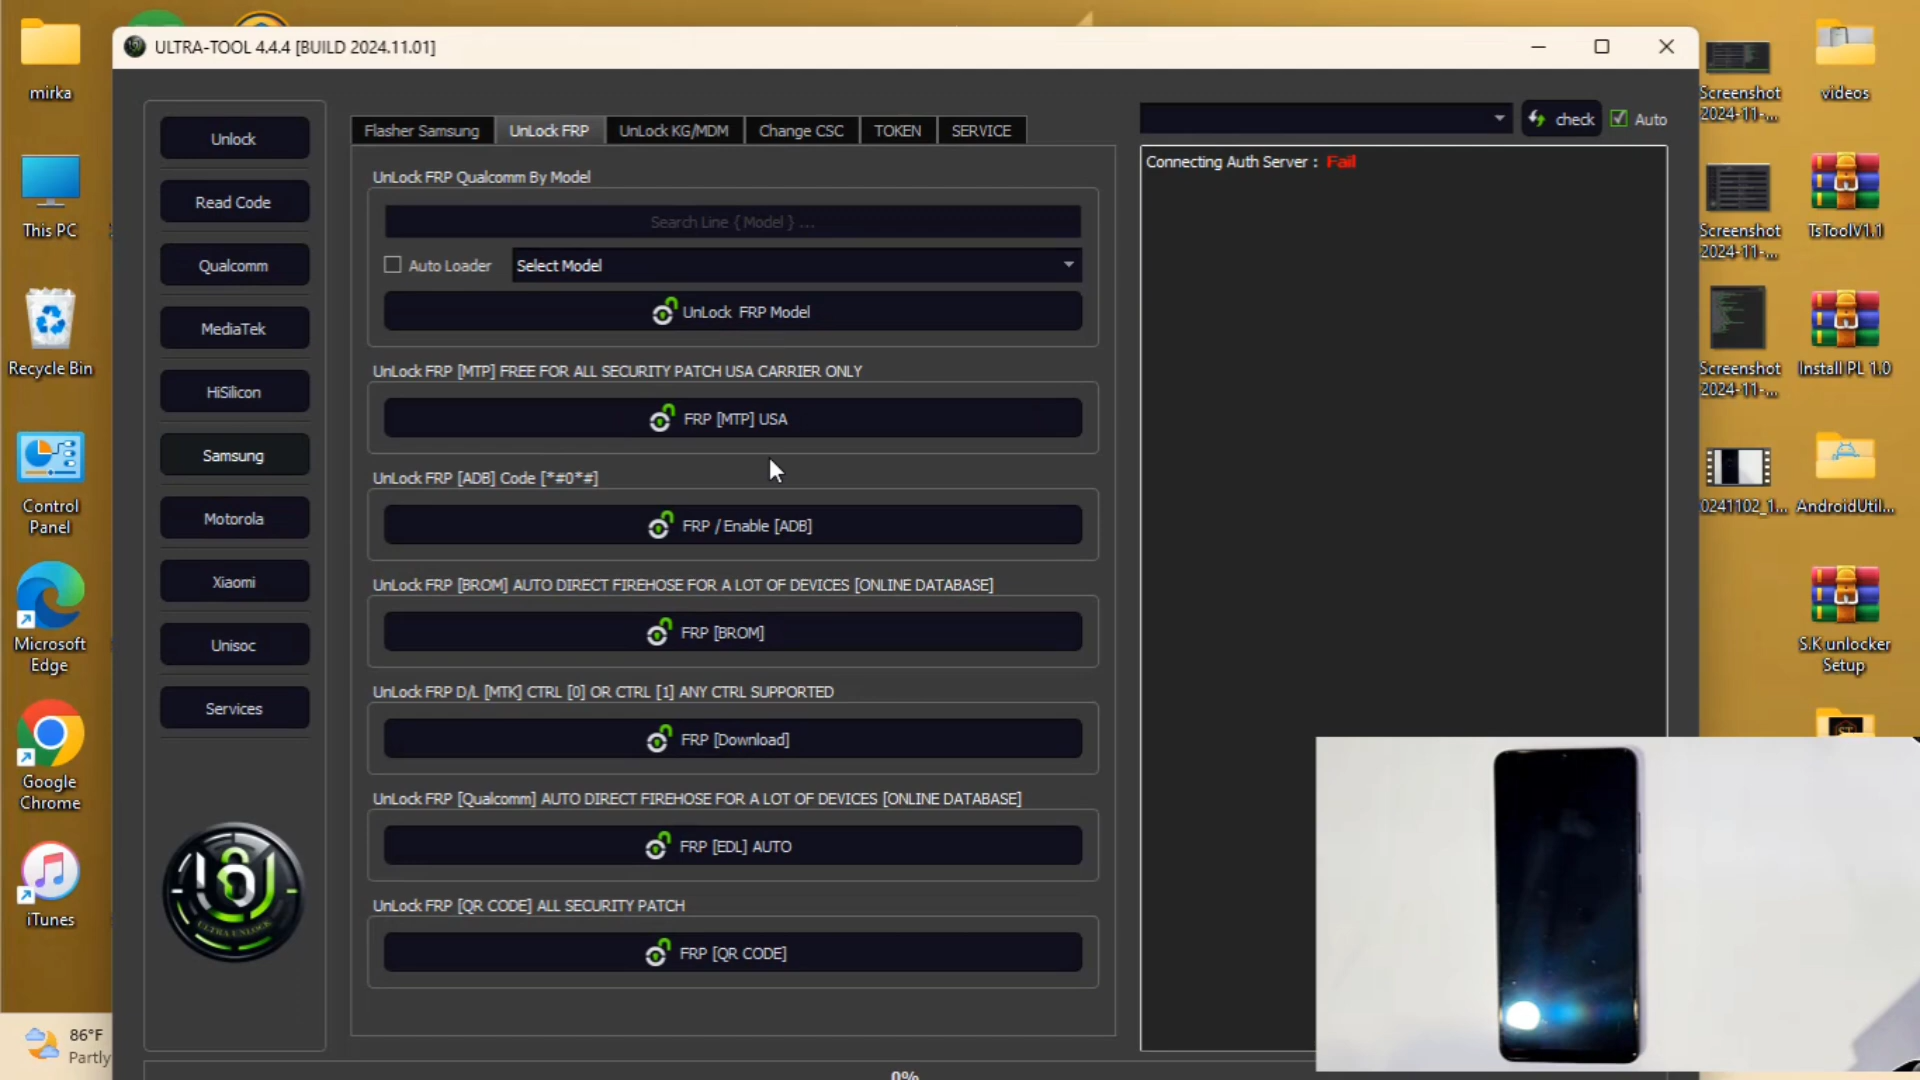 ULTRA-TOOL 4.4.4 [BUILD 2024.11.01]
mirka
This PC
Recycle Bin
Control
Panel
Microsoft
Edge
Google
Chrome
iTunes
86°F
Partly
Unlock
Read Code
Qualcomm
MediaTek
HiSilicon
Samsung
Motorola
Xiaomi
Unisoc
Services
ULTRA UNLOCK
Flasher Samsung
UnLock FRP
UnLock KG/MDM
Change CSC
TOKEN
SERVICE
UnLock FRP Qualcomm By Model
Search Line { Model } ...
Auto Loader
Select Model
UnLock FRP Model
UnLock FRP [MTP] FREE FOR ALL SECURITY PATCH USA CARRIER ONLY
FRP [MTP] USA
UnLock FRP [ADB] Code [*#0*#]
FRP / Enable [ADB]
UnLock FRP [BROM] AUTO DIRECT FIREHOSE FOR A LOT OF DEVICES [ONLINE DATABASE]
FRP [BROM]
UnLock FRP D/L [MTK] CTRL [0] OR CTRL [1] ANY CTRL SUPPORTED
FRP [Download]
UnLock FRP [Qualcomm] AUTO DIRECT FIREHOSE FOR A LOT OF DEVICES [ONLINE DATABASE]
FRP [EDL] AUTO
UnLock FRP [QR CODE] ALL SECURITY PATCH
FRP [QR CODE]
0%
check
Auto
Connecting Auth Server : Fail
Screenshot
2024-11-...
Screenshot
2024-11-...
Screenshot
2024-11-...
20241102_1...
videos
TsToolV1.1
Install PL 1.0
AndroidUtil...
S.K unlocker
Setup